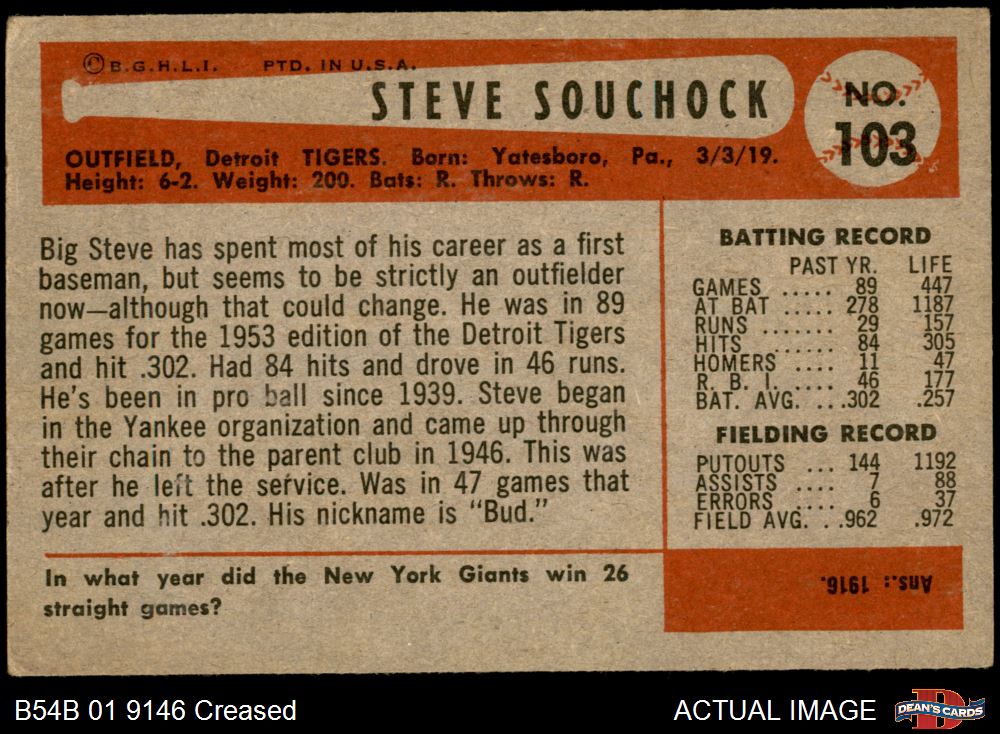 ©B.G.H.L.I. PTD. IN U.S.A.
STEVE SOUCHOCK
NO.
103
OUTFIELD, Detroit TIGERS. Born: Yatesboro, Pa., 3/3/19.
Height: 6-2. Weight: 200. Bats: R. Throws: R.
Big Steve has spent most of his career as a first
baseman, but seems to be strictly an outfielder
now—although that could change. He was in 89
games for the 1953 edition of the Detroit Tigers
and hit .302. Had 84 hits and drove in 46 runs.
He's been in pro ball since 1939. Steve began
in the Yankee organization and came up through
their chain to the parent club in 1946. This was
after he left the service. Was in 47 games that
year and hit .302. His nickname is "Bud."
BATTING RECORD
PAST YR. LIFE
GAMES ..... 89 447
AT BAT ..... 278 1187
RUNS ....... 29 157
HITS ...... 84 305
HOMERS .... 11 47
R. B. I. .... 46 177
BAT. AVG. ...302 .257
FIELDING RECORD
PUTOUTS ... 144 1192
ASSISTS .... 7 88
ERRORS .... 6 37
FIELD AVG. . .962 .972
In what year did the New York Giants win 26
straight games?
Ans.: 1916.
B54B 01 9146 Creased
ACTUAL IMAGE
DEAN'S CARDS